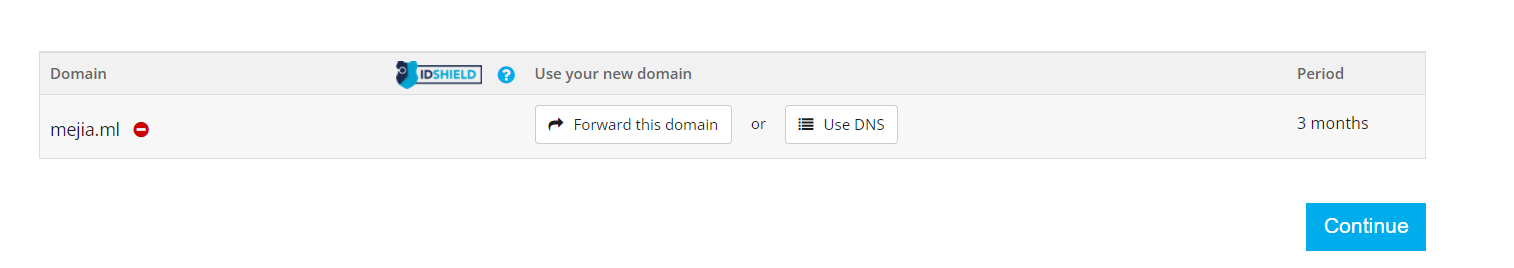 Domain IDSHIELD ? Use your new domain Period
mejia.ml Forward this domain or Use DNS 3 months
Continue